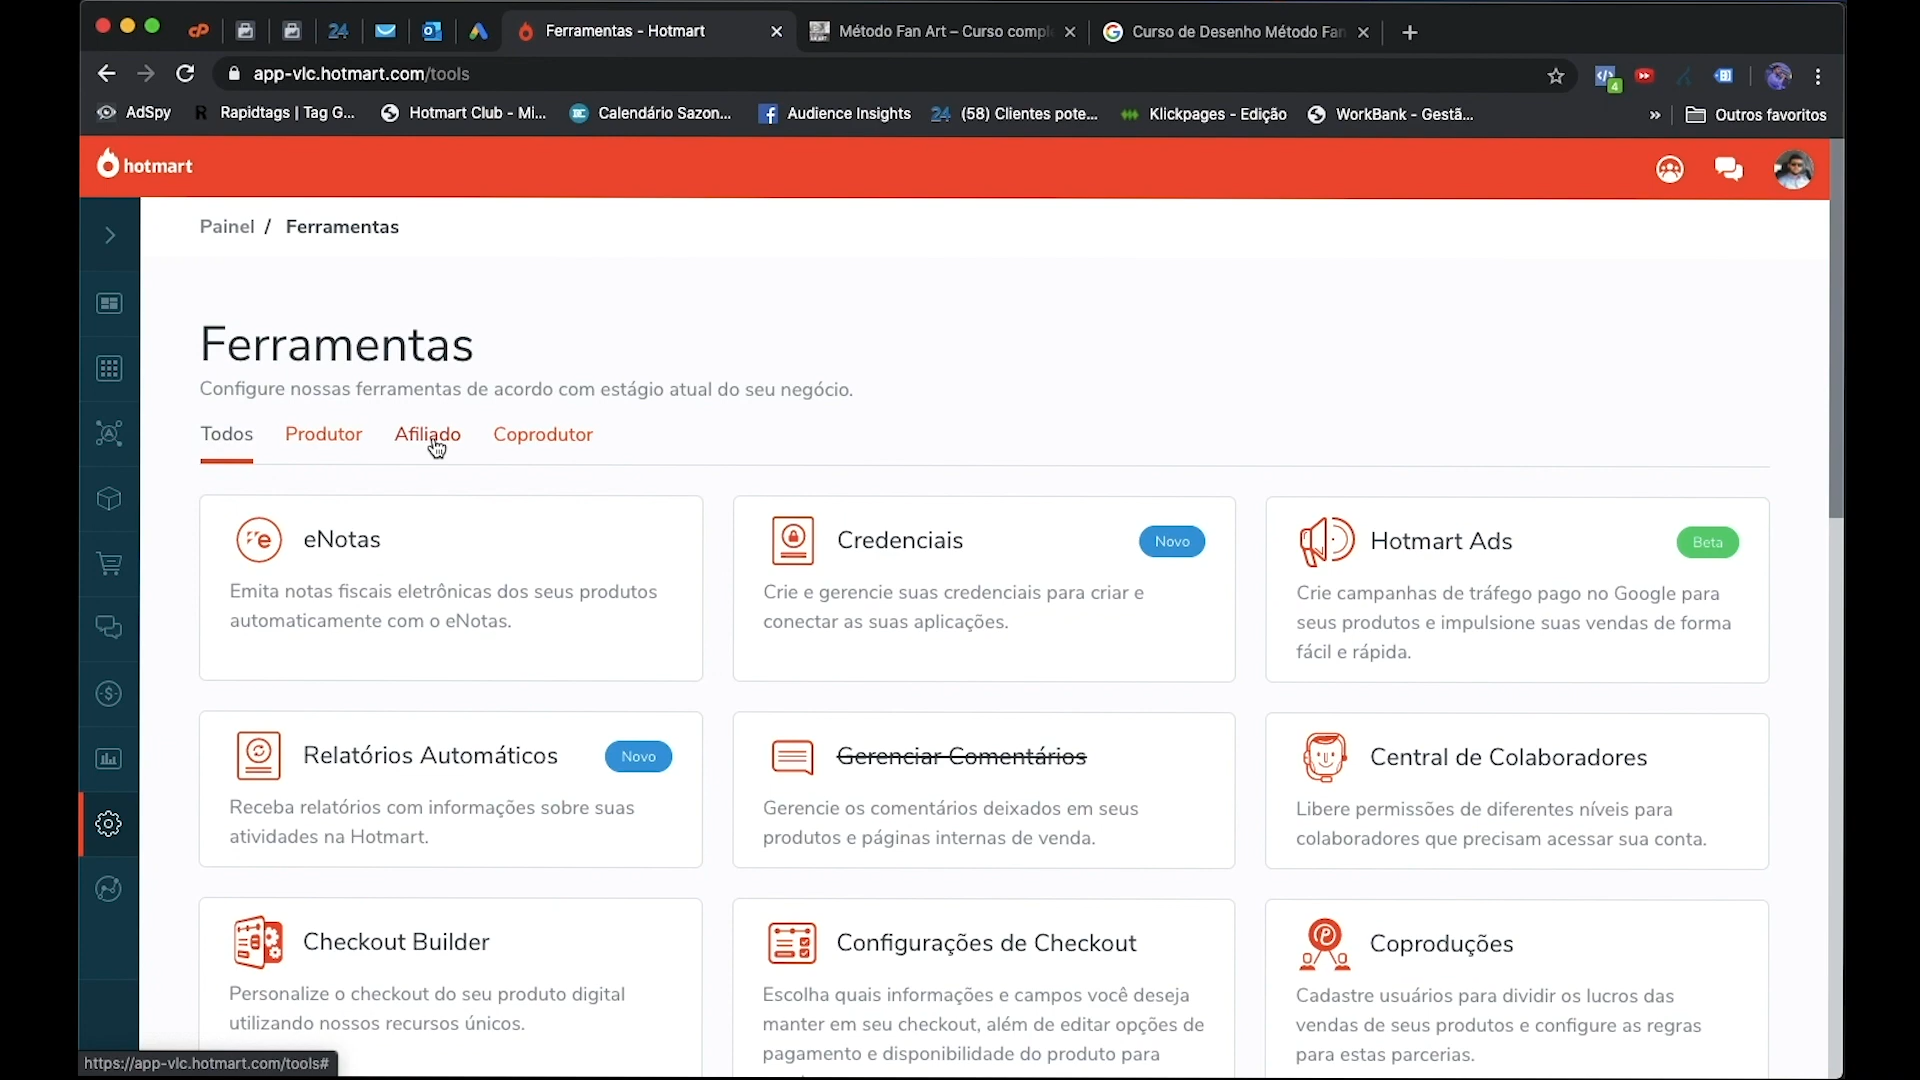 Ferramentas - Hotmart
Método Fan Art – Curso compl
Curso de Desenho Método Fan
24
app-vlc.hotmart.com/tools
4
AdSpy
Rapidtags | Tag G...
Hotmart Club - Mi...
Calendário Sazon...
Audience Insights
24 (58) Clientes pote...
Klickpages - Edição
WorkBank - Gestã...
»
Outros favoritos
hotmart
Painel / Ferramentas
Ferramentas
Configure nossas ferramentas de acordo com estágio atual do seu negócio.
Todos Produtor Afiliado Coprodutor
eNotas
Emita notas fiscais eletrônicas dos seus produtos
automaticamente com o eNotas.
Credenciais
Novo
Crie e gerencie suas credenciais para criar e
conectar as suas aplicações.
Hotmart Ads
Beta
Crie campanhas de tráfego pago no Google para
seus produtos e impulsione suas vendas de forma
fácil e rápida.
Relatórios Automáticos
Novo
Receba relatórios com informações sobre suas
atividades na Hotmart.
Gerenciar Comentários
Gerencie os comentários deixados em seus
produtos e páginas internas de venda.
Central de Colaboradores
Libere permissões de diferentes níveis para
colaboradores que precisam acessar sua conta.
Checkout Builder
Personalize o checkout do seu produto digital
utilizando nossos recursos únicos.
Configurações de Checkout
Escolha quais informações e campos você deseja
manter em seu checkout, além de editar opções de
pagamento e disponibilidade do produto para
Coproduções
Cadastre usuários para dividir os lucros das
vendas de seus produtos e configure as regras
para estas parcerias.
https://app-vlc.hotmart.com/tools#